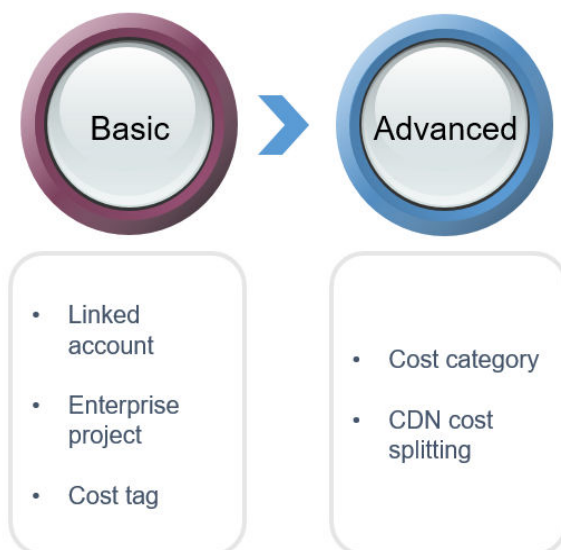 Basic
Advanced
• Linked
account
• Enterprise
project
• Cost tag
• Cost category
• CDN cost
splitting